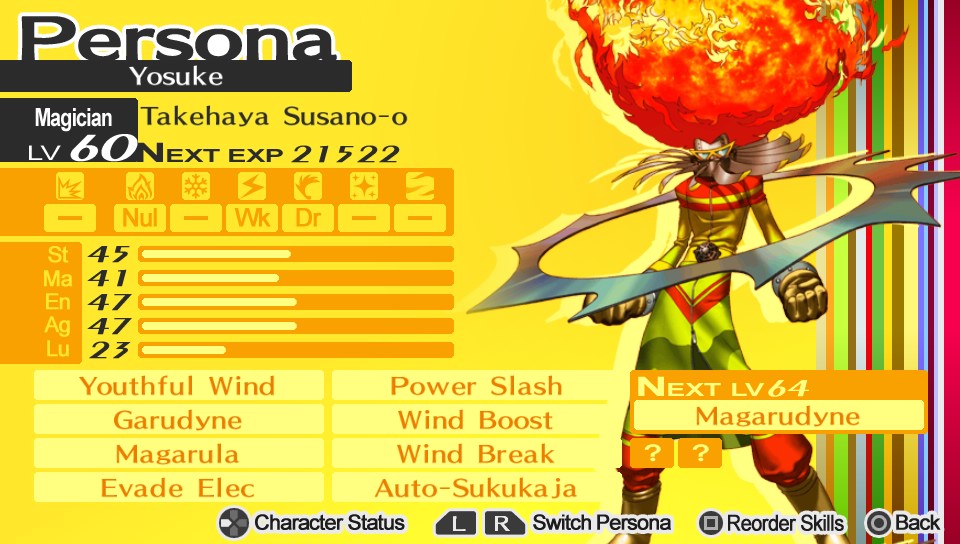 Persona
Yosuke
Magician Takehaya Susano-o
LV 60 NEXT EXP 21522
— Nul — Wk Dr — —
St 45
Ma 41
En 47
Ag 47
Lu 23
Youthful Wind Power Slash
Garudyne Wind Boost
Magarula Wind Break
Evade Elec Auto-Sukukaja
NEXT LV 64
Magarudyne
? ?
Character Status L R Switch Persona Reorder Skills Back